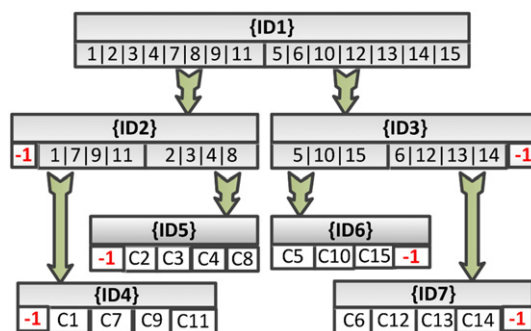 {ID1}
1|2|3|4|7|8|9|11 5|6|10|12|13|14|15
{ID2} {ID3}
-1 1|7|9|11 2|3|4|8 5|10|15 6|12|13|14 -1
{ID5} {ID6}
-1 C2 C3 C4 C8 C5 C10 C15 -1
{ID4} {ID7}
-1 C1 C7 C9 C11 C6 C12 C13 C14 -1